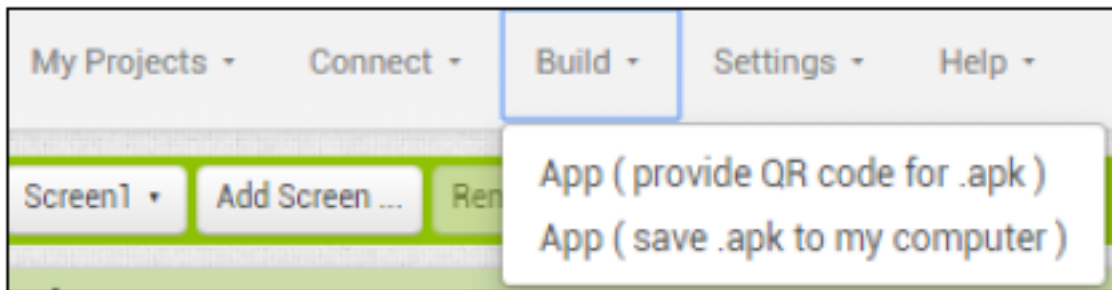 My Projects Connect Build Settings Help
App ( provide QR code for .apk )
Screen1 Add Screen ...
App ( save .apk to my computer )